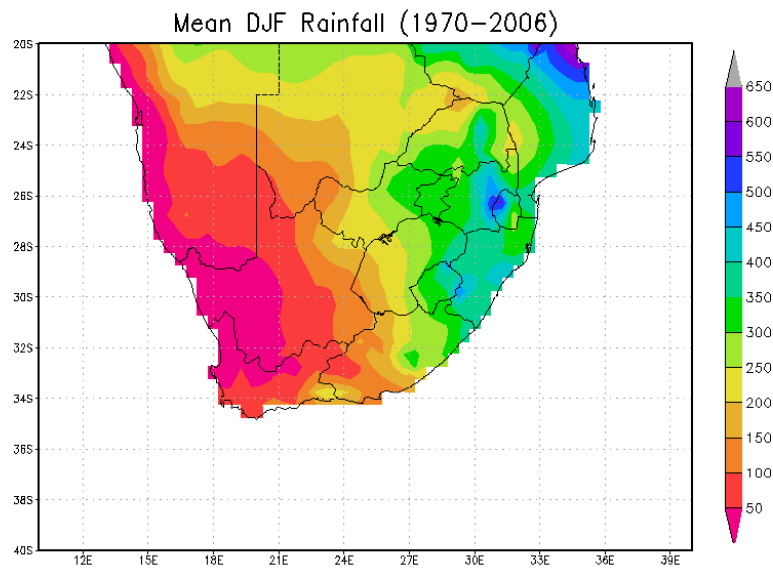 Mean DJF Rainfall (1970−2006)
20S
22S
24S
26S
28S
30S
32S
34S
36S
38S
40S
12E 15E 18E 21E 24E 27E 30E 33E 36E 39E
650
600
550
500
450
400
350
300
250
200
150
100
50